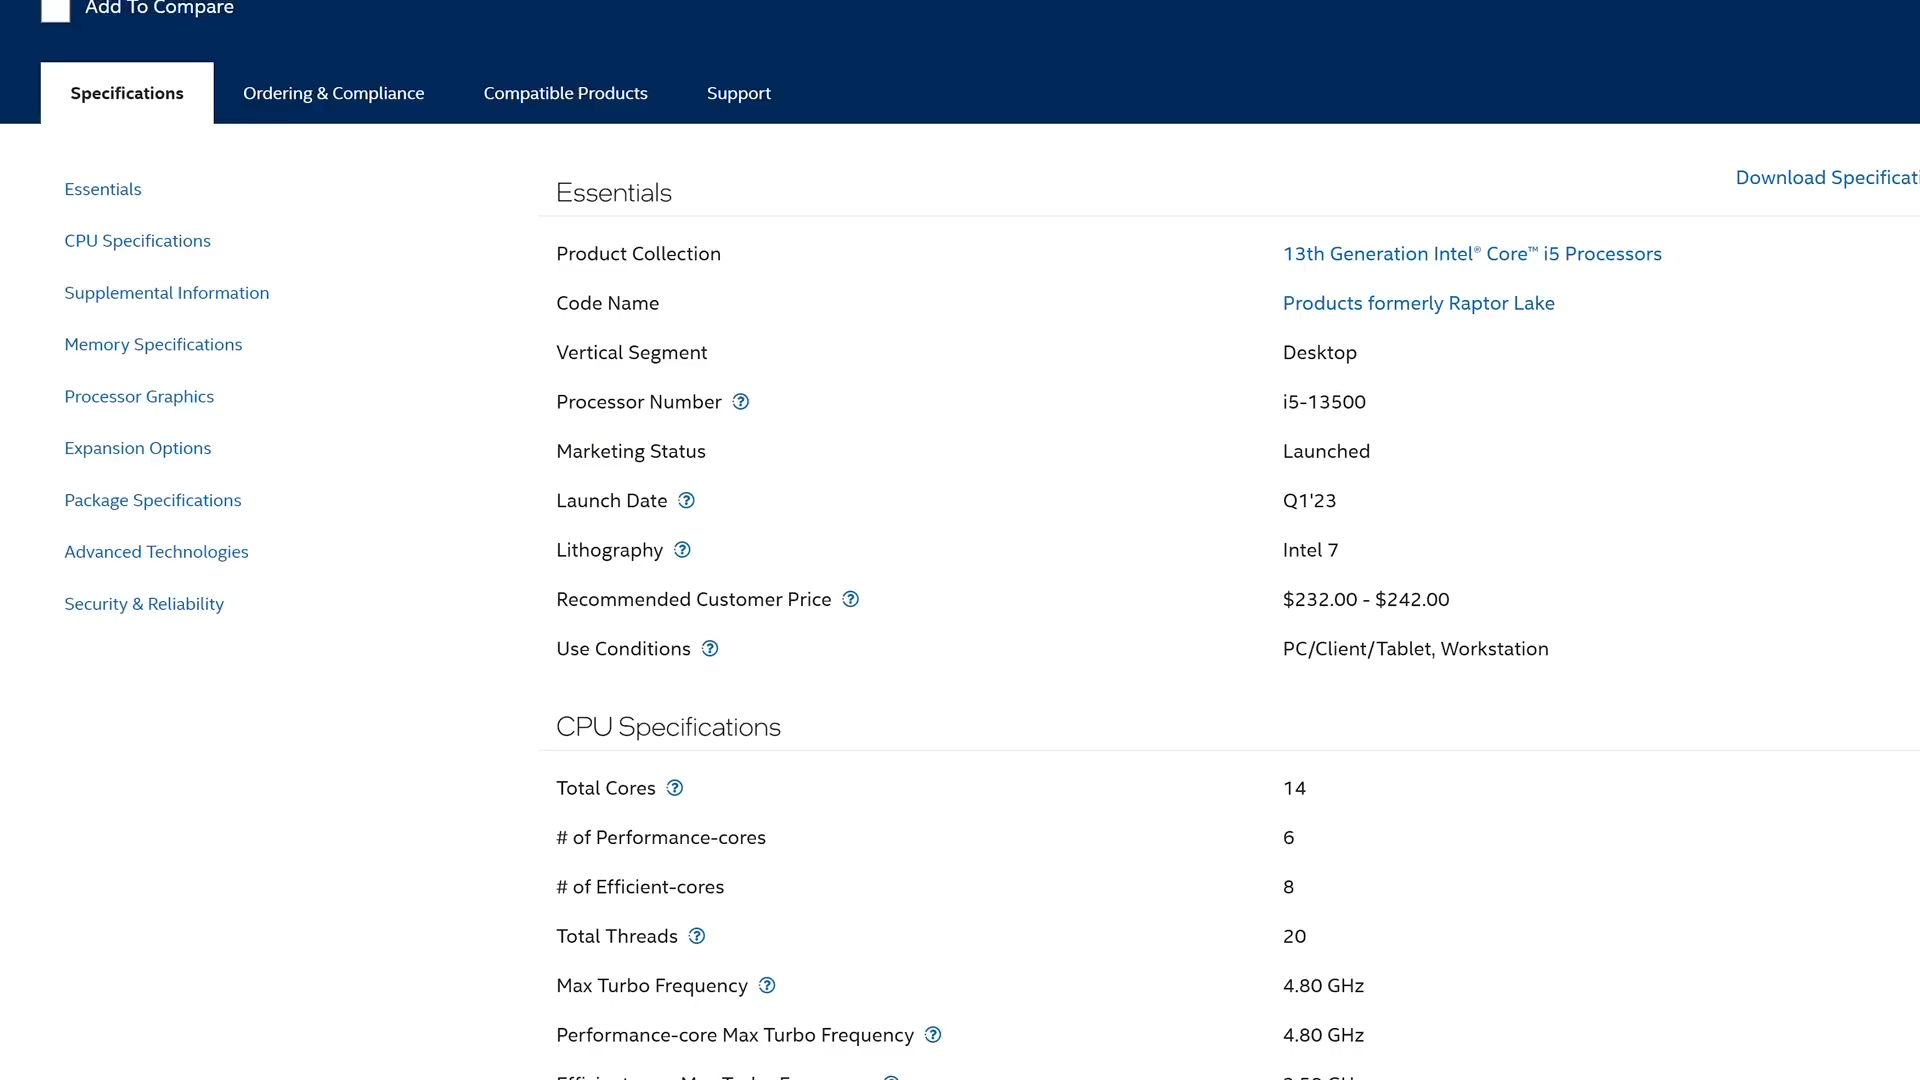 Add To Compare
Specifications Ordering & Compliance Compatible Products Support
Essentials
CPU Specifications
Supplemental Information
Memory Specifications
Processor Graphics
Expansion Options
Package Specifications
Advanced Technologies
Security & Reliability
Download Specificati
Essentials
Product Collection 13th Generation Intel® Core™ i5 Processors
Code Name Products formerly Raptor Lake
Vertical Segment Desktop
Processor Number i5-13500
Marketing Status Launched
Launch Date Q1'23
Lithography Intel 7
Recommended Customer Price $232.00 - $242.00
Use Conditions PC/Client/Tablet, Workstation
CPU Specifications
Total Cores 14
# of Performance-cores 6
# of Efficient-cores 8
Total Threads 20
Max Turbo Frequency 4.80 GHz
Performance-core Max Turbo Frequency 4.80 GHz